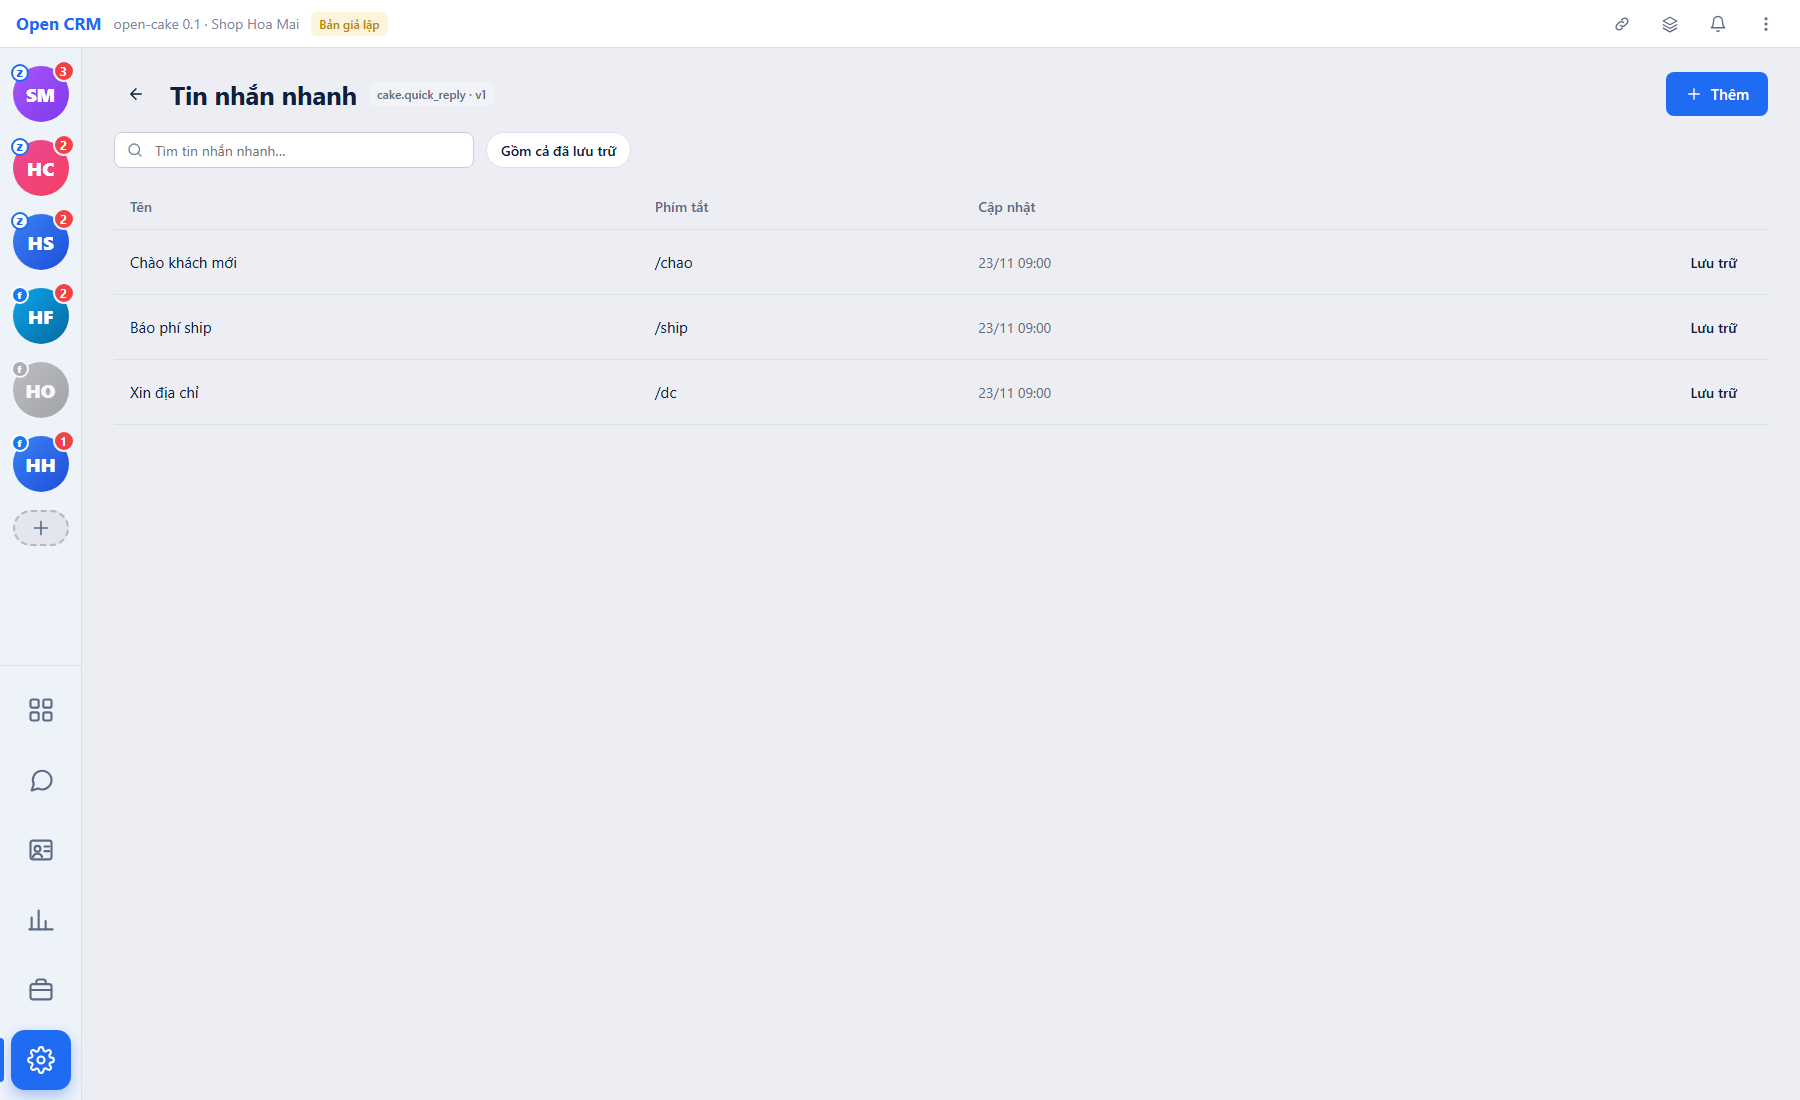 Open CRM open-cake 0.1 · Shop Hoa Mai Bản giả lập
z 3
SM
z 2
HC
z 2
HS
f 2
HF
f
HO
f 1
HH
Tin nhắn nhanh cake.quick_reply · v1
Thêm
Tìm tin nhắn nhanh... Gồm cả đã lưu trữ
Tên Phím tắt Cập nhật
Chào khách mới /chao 23/11 09:00 Lưu trữ
Báo phí ship /ship 23/11 09:00 Lưu trữ
Xin địa chỉ /dc 23/11 09:00 Lưu trữ